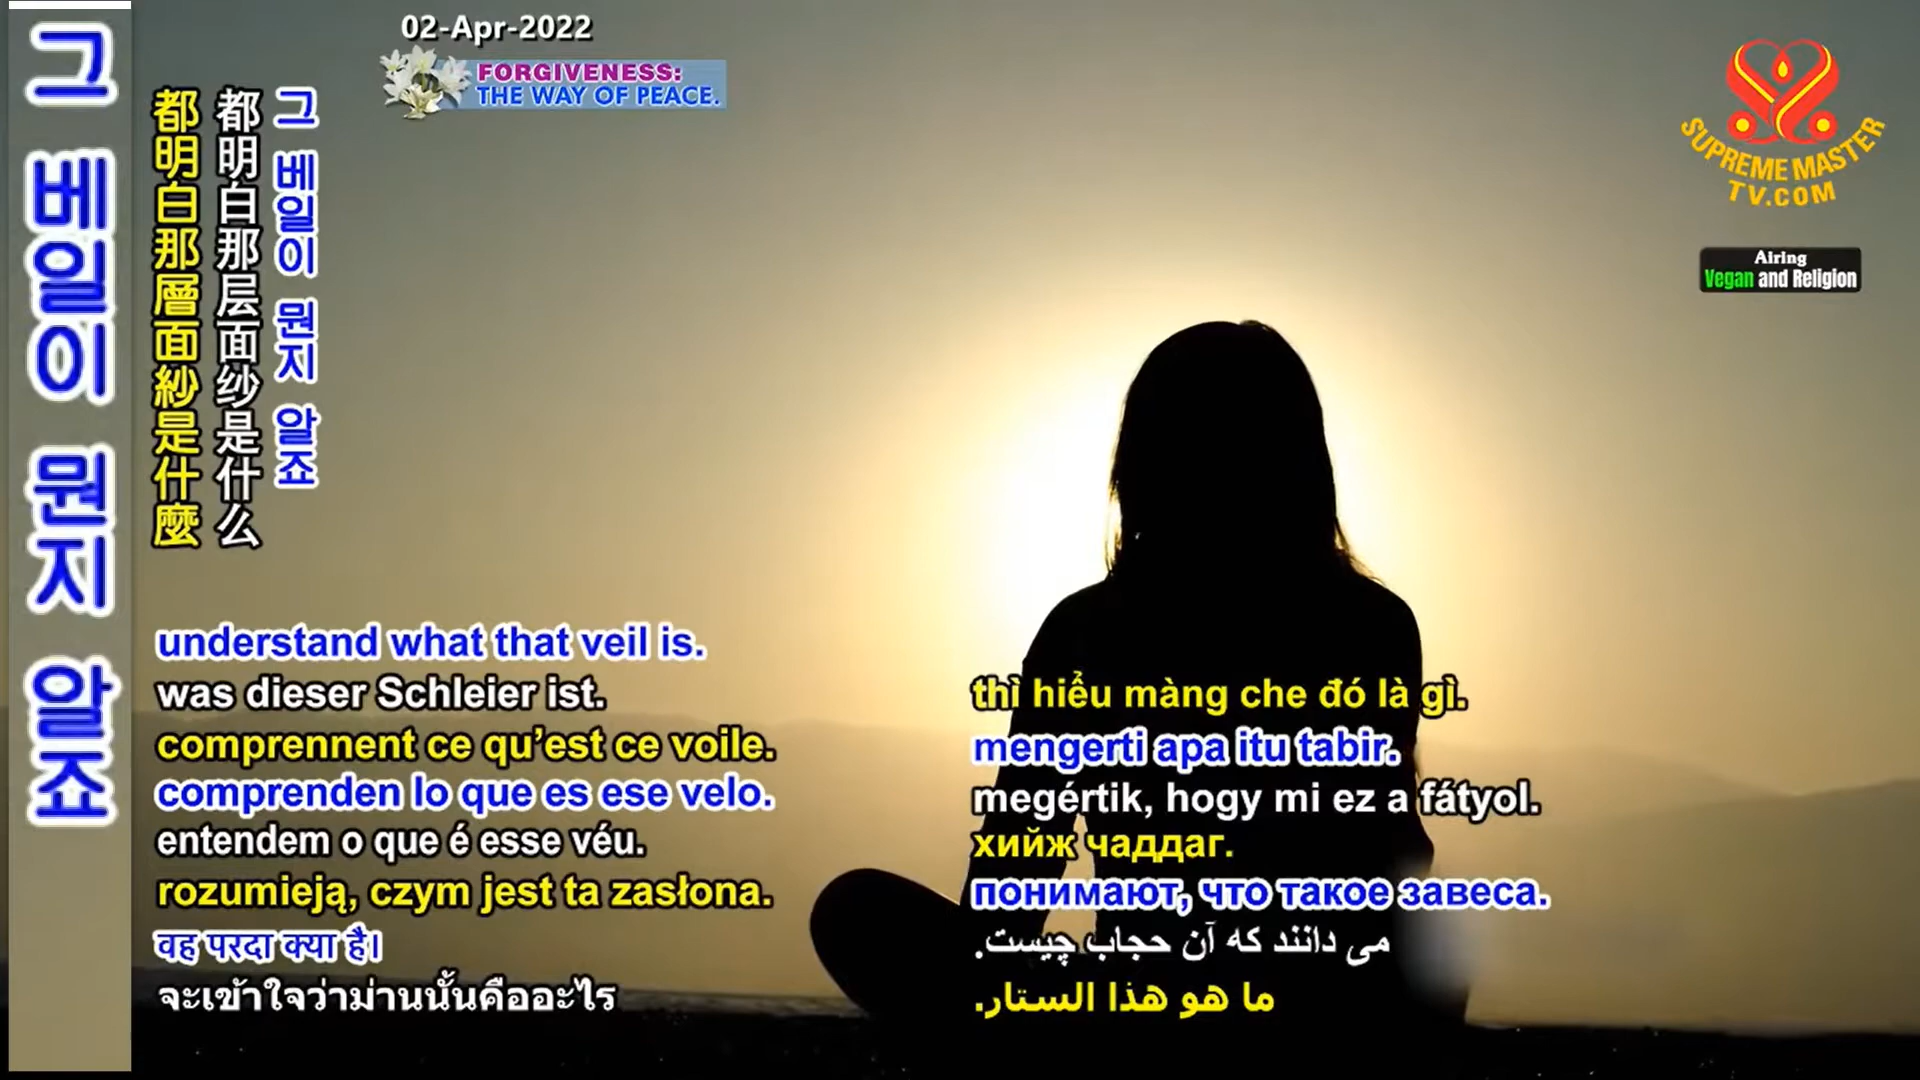 02-Apr-2022
FORGIVENESS:
THE WAY OF PEACE.
SUPREME MASTER
TV.COM
Airing
Vegan and Religion
그 베일이 뭔지 알죠
都明白那層面紗是什麼
都明白那层面纱是什么
그 베일이 뭔지 알죠
understand what that veil is.
was dieser Schleier ist.
comprennent ce qu’est ce voile.
comprenden lo que es ese velo.
entendem o que é esse véu.
rozumieją, czym jest ta zasłona.
वह परदा क्या है।
จะเข้าใจว่าม่านนั้นคืออะไร
thì hiểu màng che đó là gì.
mengerti apa itu tabir.
megértik, hogy mi ez a fátyol.
хийж чаддаг.
понимают, что такое завеса.
می دانند که آن حجاب چیست.
ما هو هذا الستار.